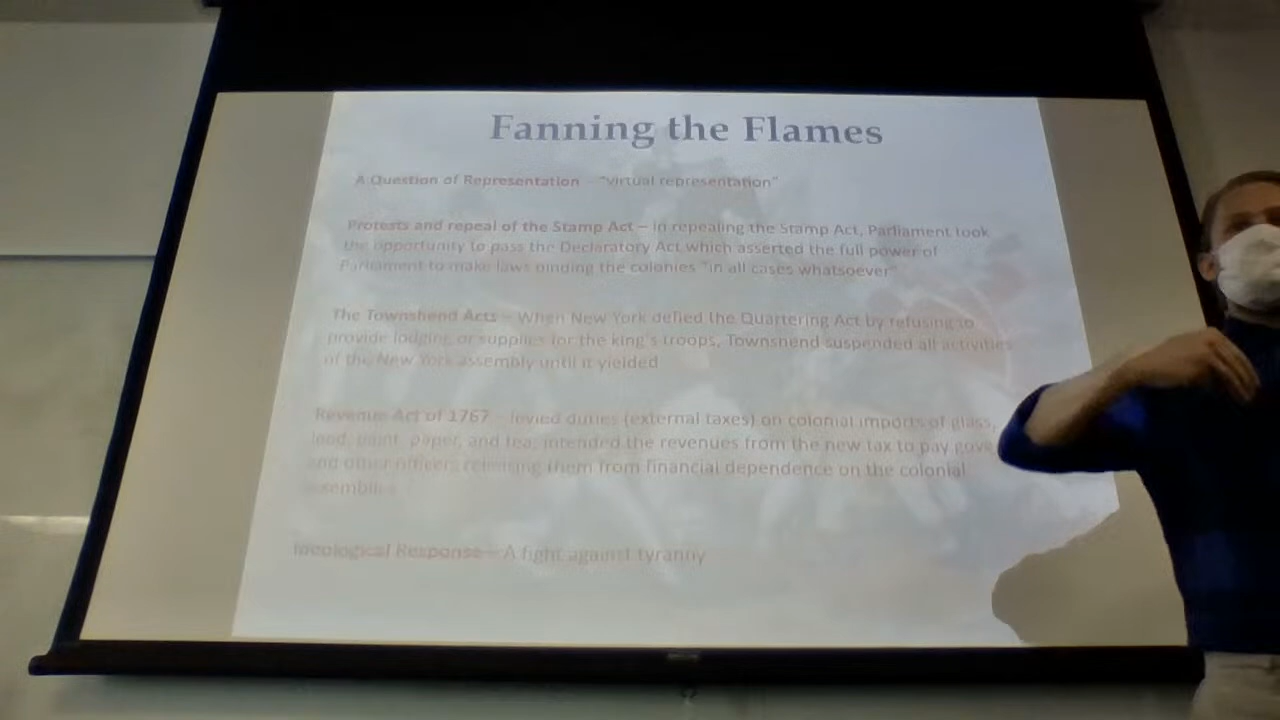 Fanning the Flames
A Question of Representation – "virtual representation"
Protests and repeal of the Stamp Act – in repealing the Stamp Act, Parliament took
the opportunity to pass the Declaratory Act which asserted the full power of
Parliament to make laws binding the colonies "in all cases whatsoever"
The Townshend Acts – When New York defied the Quartering Act by refusing to
provide lodging or supplies for the king's troops, Townsnend suspended all activities
of the New York assembly until it yielded
Revenue Act of 1767 – levied duties (external taxes) on colonial imports of glass,
lead, paint, paper, and tea; intended the revenues from the new tax to pay gove
and other officers releasing them from financial dependence on the colonial
assemblies
Ideological Response – A fight against tyranny